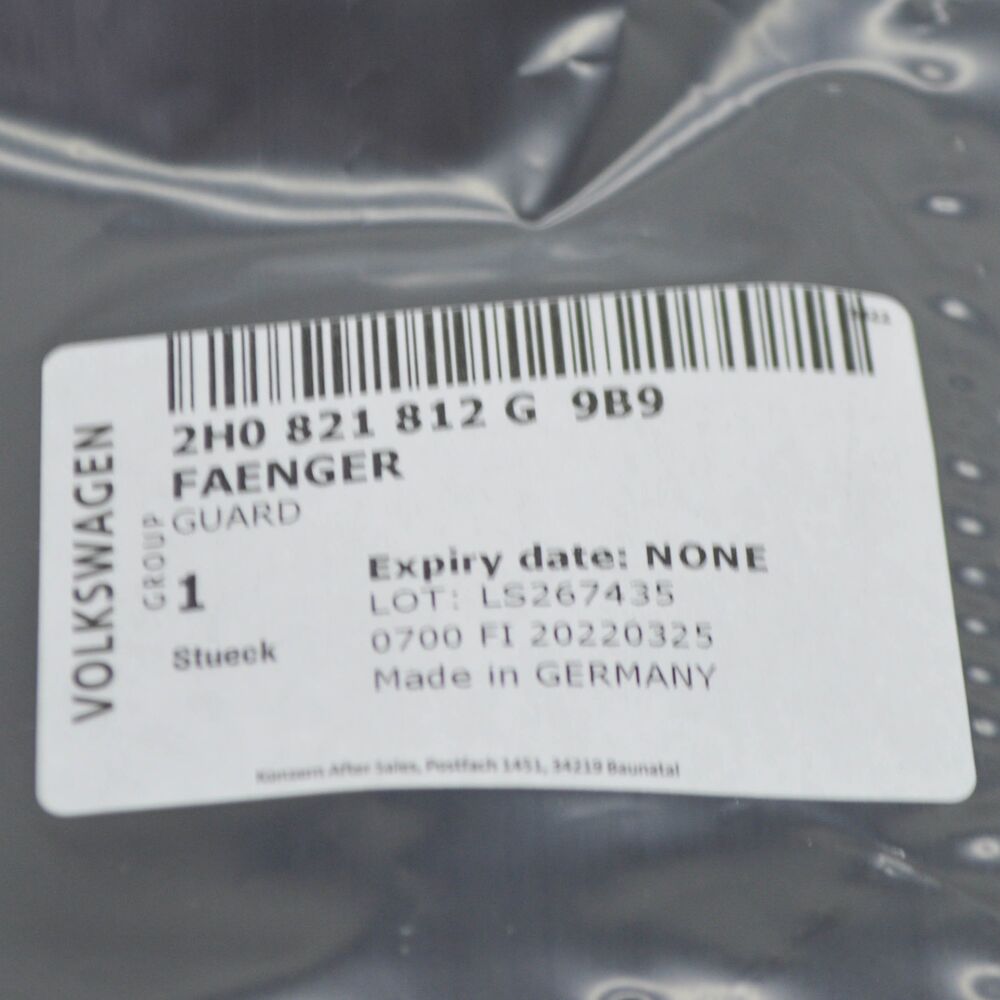 VOLKSWAGEN
GROUP
2H0 821 812 G 9B9
FAENGER
GUARD
1
Stueck
Expiry date: NONE
LOT: LS267435
0700 FI 20220325
Made in GERMANY
Konzern After Sales, Postfach 1451, 34219 Baunatal